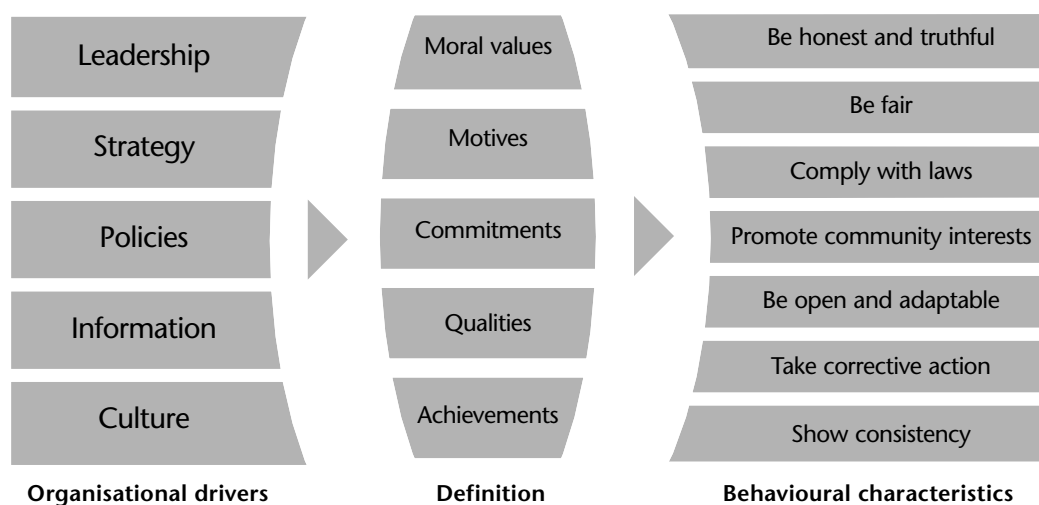 Leadership
Strategy
Policies
Information
Culture
Organisational drivers
Moral values
Motives
Commitments
Qualities
Achievements
Definition
Be honest and truthful
Be fair
Comply with laws
Promote community interests
Be open and adaptable
Take corrective action
Show consistency
Behavioural characteristics